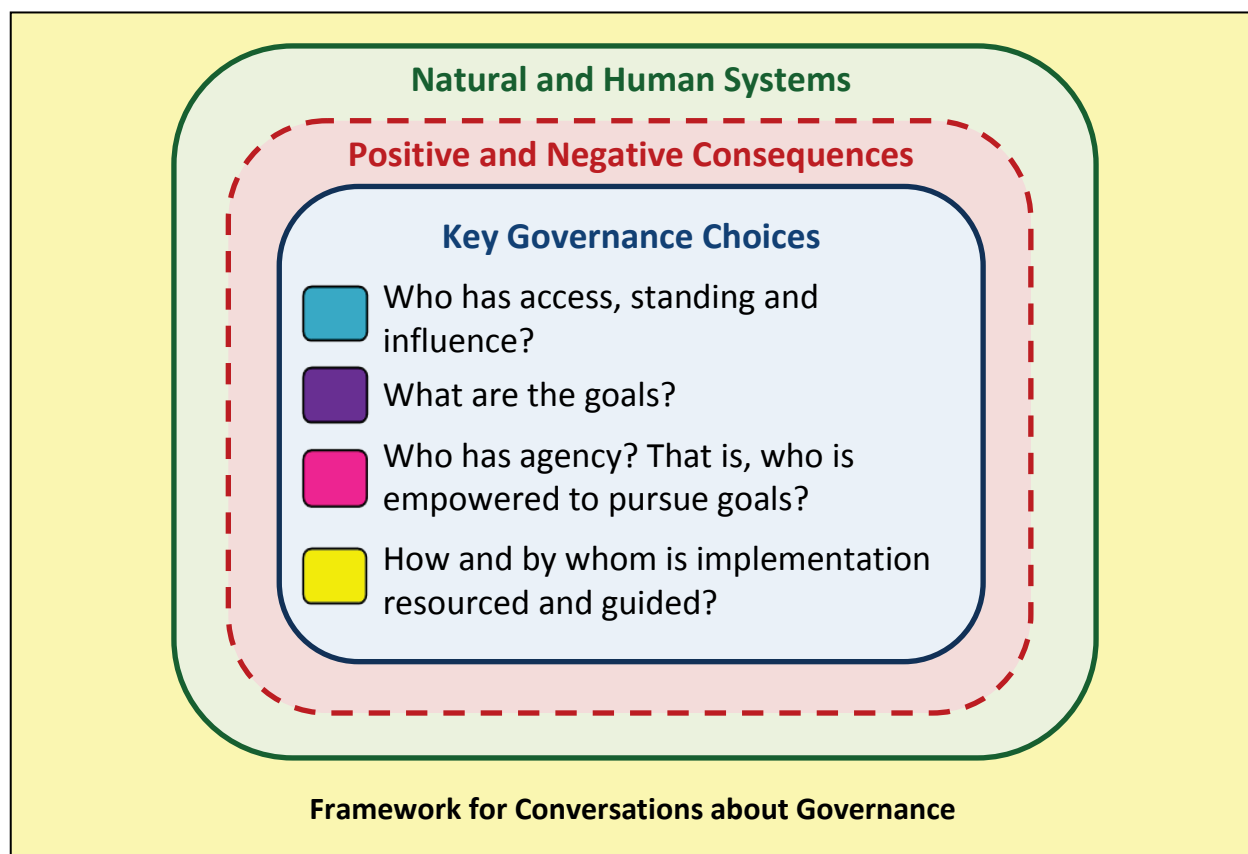 Natural and Human Systems
Positive and Negative Consequences
Key Governance Choices
Who has access, standing and
influence?
What are the goals?
Who has agency? That is, who is
empowered to pursue goals?
How and by whom is implementation
resourced and guided?
Framework for Conversations about Governance